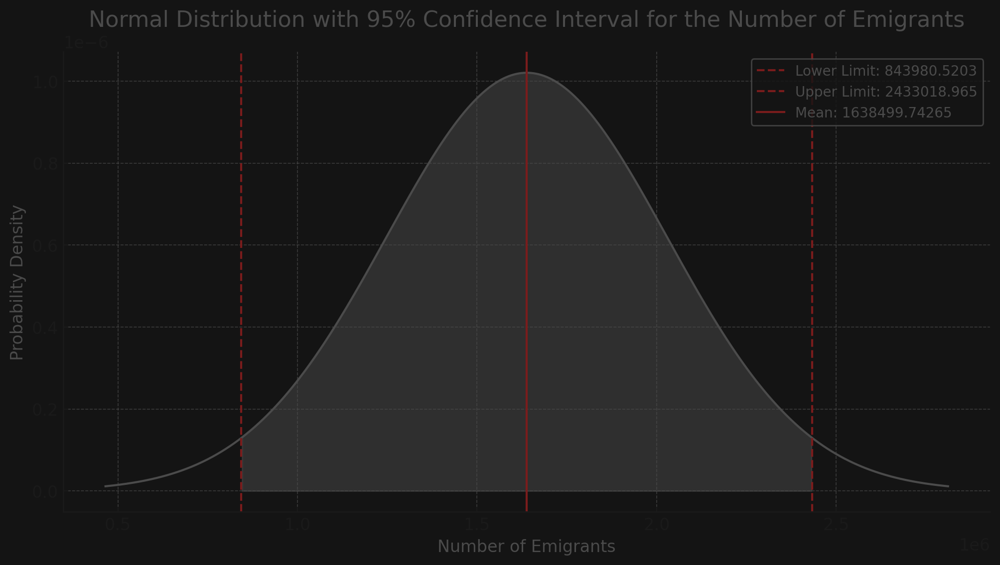 Normal Distribution with 95% Confidence Interval for the Number of Emigrants
1e−6
Lower Limit: 843980.5203
Upper Limit: 2433018.965
Mean: 1638499.74265
1.0
0.8
0.6
0.4
0.2
0.0
Probability Density
0.5
1.0
1.5
2.0
2.5
1e6
Number of Emigrants